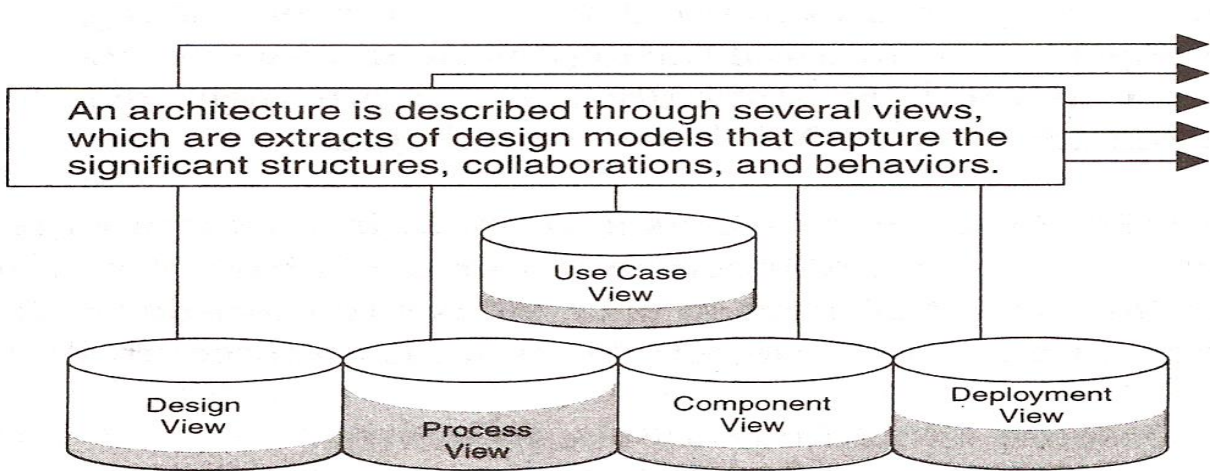 An architecture is described through several views,
which are extracts of design models that capture the
significant structures, collaborations, and behaviors.
Use Case
View
Design
View
Process
View
Component
View
Deployment
View